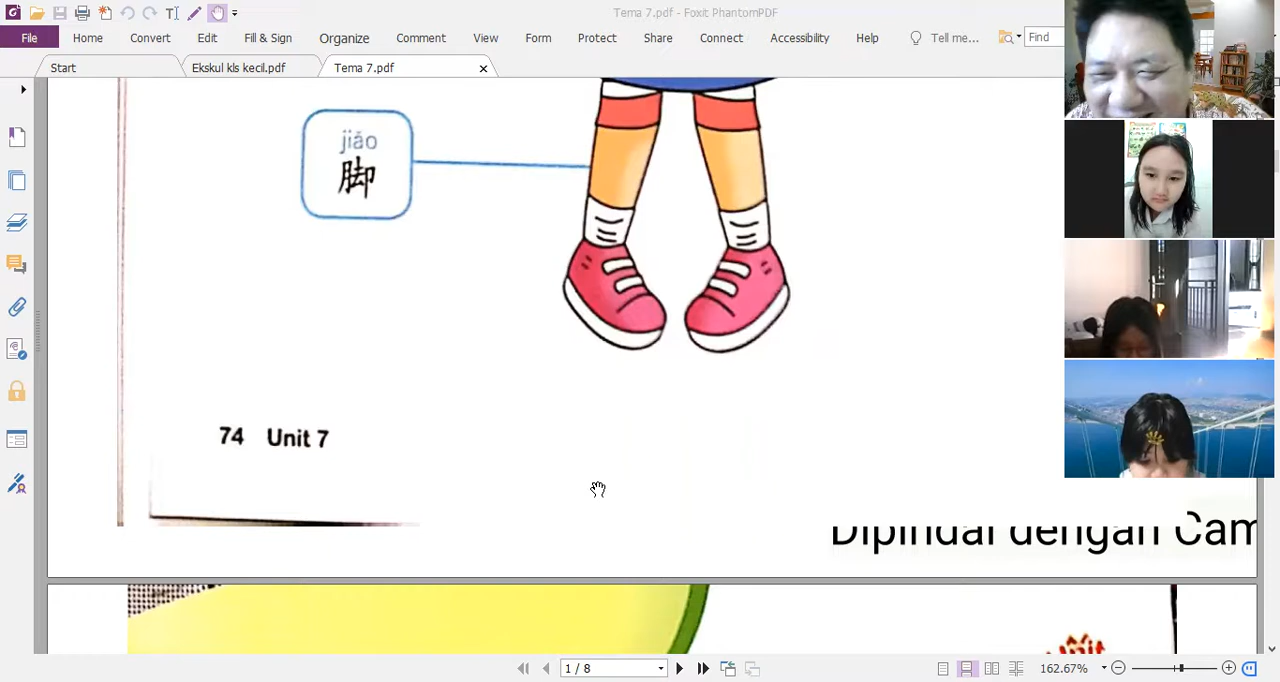 Tema 7.pdf - Foxit PhantomPDF
File Home Convert Edit Fill & Sign Organize Comment View Form Protect Share Connect Accessibility Help Tell me... Find
Start Ekskul kls kecil.pdf Tema 7.pdf
jiǎo
脚
74 Unit 7
Dipindai dengan Cam
1 / 8
162.67%